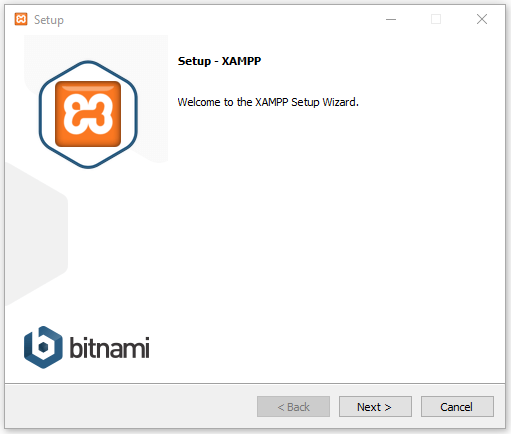 Setup
Setup - XAMPP
Welcome to the XAMPP Setup Wizard.
bitnami
< Back
Next >
Cancel